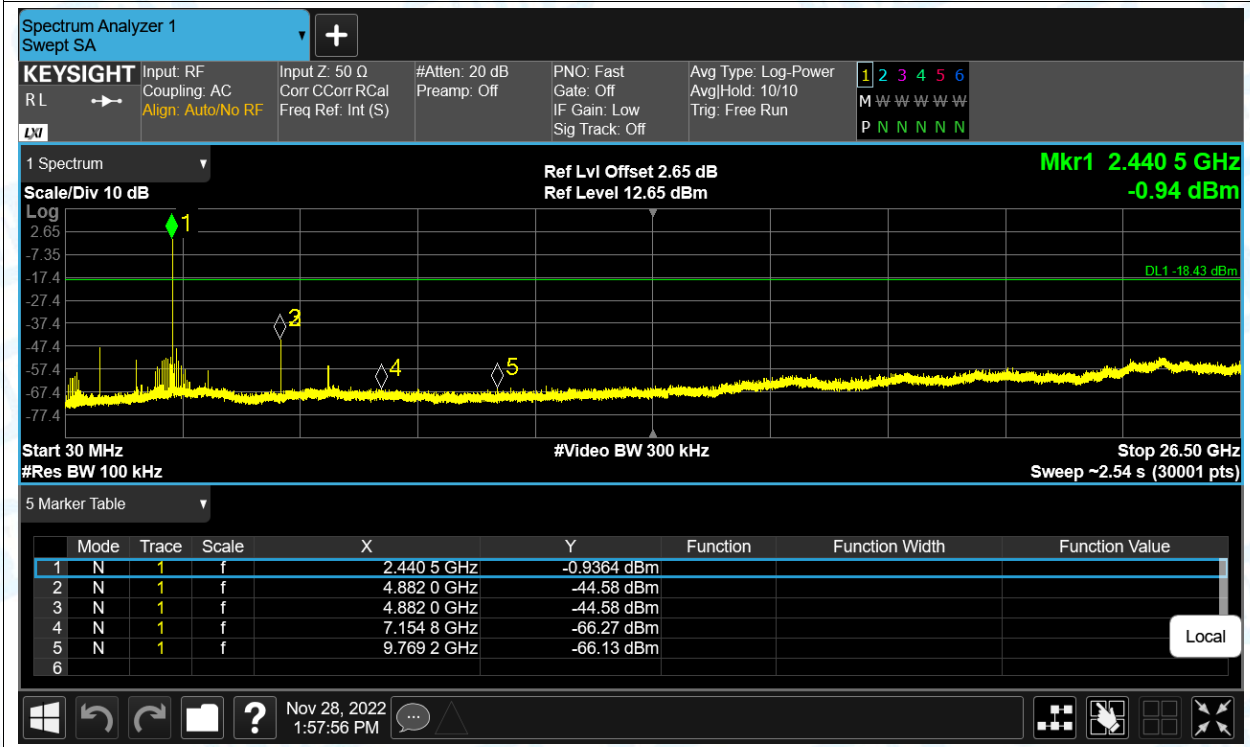 Spectrum Analyzer 1
Swept SA
+
KEYSIGHT
R L
LXI
Input: RF
Coupling: AC
Align: Auto/No RF
Input Z: 50 Ω
Corr CCorr RCal
Freq Ref: Int (S)
#Atten: 20 dB
Preamp: Off
PNO: Fast
Gate: Off
IF Gain: Low
Sig Track: Off
Avg Type: Log-Power
Avg|Hold: 10/10
Trig: Free Run
1 2 3 4 5 6
M W W W W W W
P N N N N N N
1 Spectrum
Scale/Div 10 dB
Ref Lvl Offset 2.65 dB
Ref Level 12.65 dBm
Mkr1 2.440 5 GHz
-0.94 dBm
Log
1
2.65
-7.35
-17.4
DL1 -18.43 dBm
-27.4
-37.4
-47.4
-57.4
4
5
-67.4
-77.4
Start 30 MHz
#Video BW 300 kHz
Stop 26.50 GHz
#Res BW 100 kHz
Sweep ~2.54 s (30001 pts)
5 Marker Table
Mode Trace Scale X Y Function Function Width Function Value
1 N 1 f 2.440 5 GHz -0.9364 dBm
2 N 1 f 4.882 0 GHz -44.58 dBm
3 N 1 f 4.882 0 GHz -44.58 dBm
4 N 1 f 7.154 8 GHz -66.27 dBm
5 N 1 f 9.769 2 GHz -66.13 dBm
6
Local
?
Nov 28, 2022
1:57:56 PM